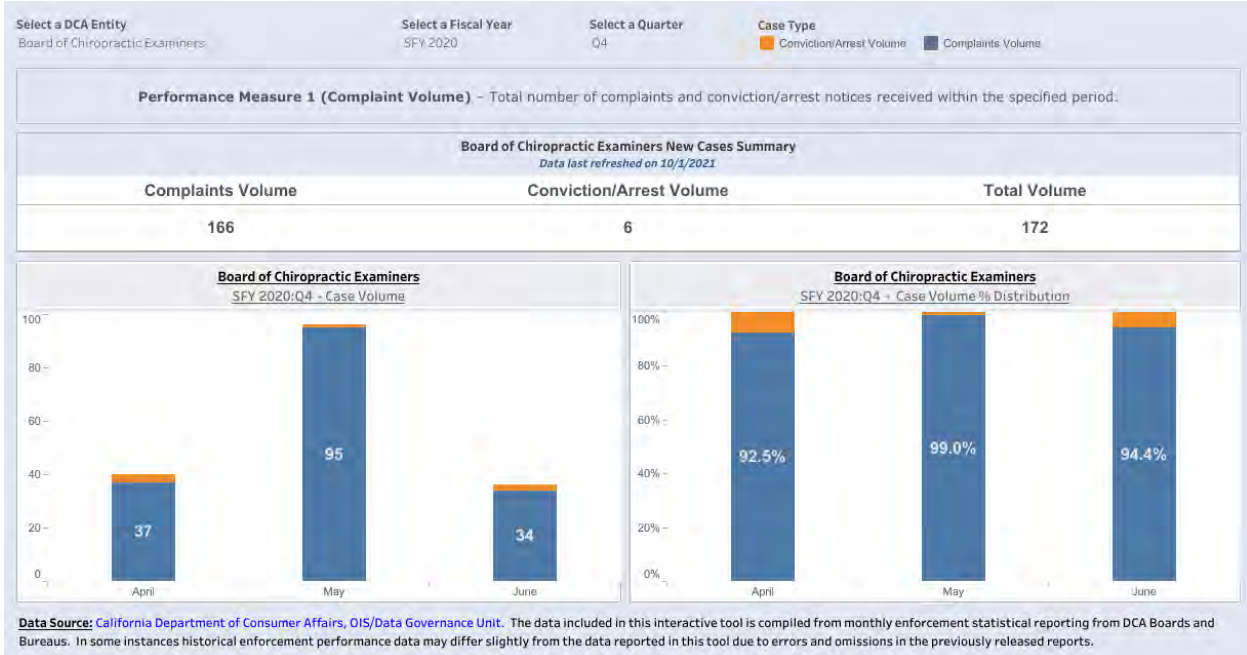 Select a DCA Entity
Board of Chiropractic Examiners
Select a Fiscal Year
SFY 2020
Select a Quarter
Q4
Case Type
Conviction/Arrest Volume
Complaints Volume
Performance Measure 1 (Complaint Volume) – Total number of complaints and conviction/arrest notices received within the specified period.
Board of Chiropractic Examiners New Cases Summary
Data last refreshed on 10/1/2021
Complaints Volume Conviction/Arrest Volume Total Volume
166 6 172
Board of Chiropractic Examiners
SFY 2020:Q4 - Case Volume
100
80
60
40
20
0
37
95
34
April May June
Board of Chiropractic Examiners
SFY 2020:Q4 - Case Volume % Distribution
100%
80%
60%
40%
20%
0%
92.5%
99.0%
94.4%
April May June
Data Source: California Department of Consumer Affairs, OIS/Data Governance Unit. The data included in this interactive tool is compiled from monthly enforcement statistical reporting from DCA Boards and
Bureaus. In some instances historical enforcement performance data may differ slightly from the data reported in this tool due to errors and omissions in the previously released reports.